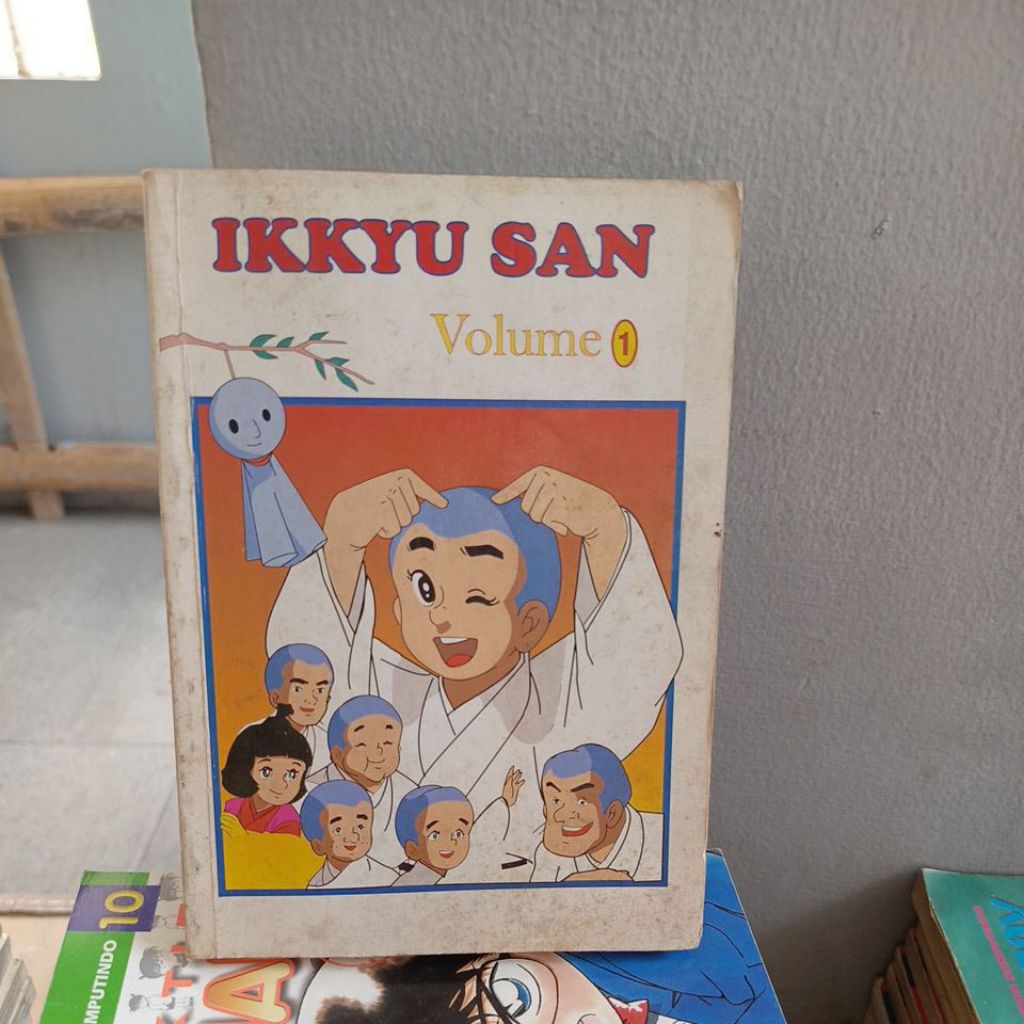 IKKYU SAN
Volume 1
10
MPUTINDO